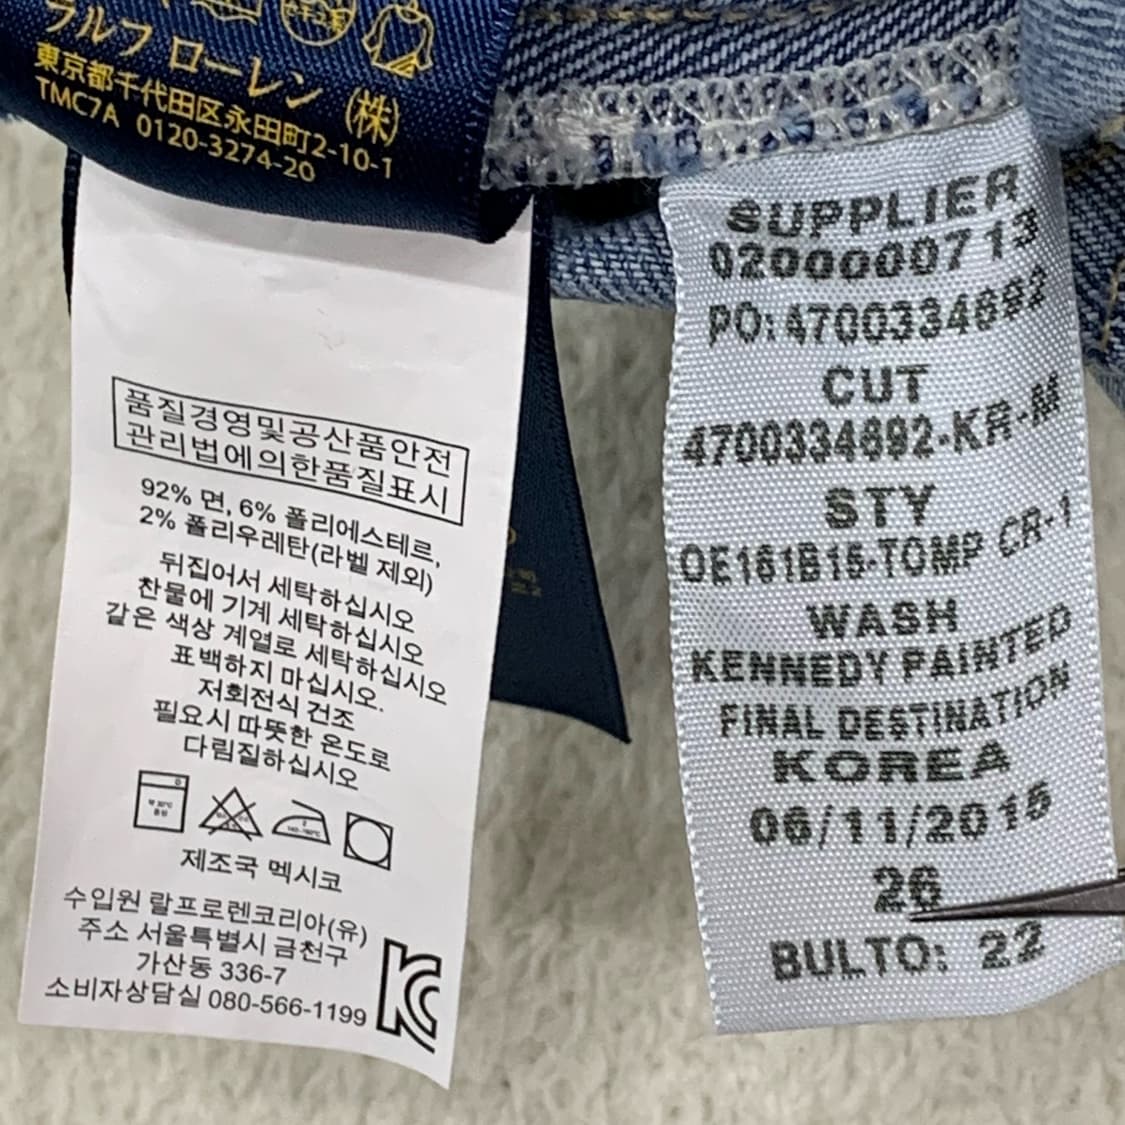 ラルフ ローレン (株)
東京都千代田区永田町2-10-1
TMC7A 0120-3274-20
품질경영및공산품안전
관리법에의한품질표시
92% 면, 6% 폴리에스테르,
2% 폴리우레탄(라벨 제외)
뒤집어서 세탁하십시오
찬물에 기계 세탁하십시오
같은 색상 계열로 세탁하십시오
표백하지 마십시오.
저회전식 건조
필요시 따뜻한 온도로
다림질하십시오
제조국 멕시코
수입원 랄프로렌코리아(유)
주소 서울특별시 금천구
가산동 336-7
소비자상담실 080-566-1199
KC
SUPPLIER
0200000713
PO:4700334692
CUT
4700334692-KR-M
STY
OE161B15-TOMP CR-1
WASH
KENNEDY PAINTED
FINAL DESTINATION
KOREA
06/11/2015
26
BULTO: 22